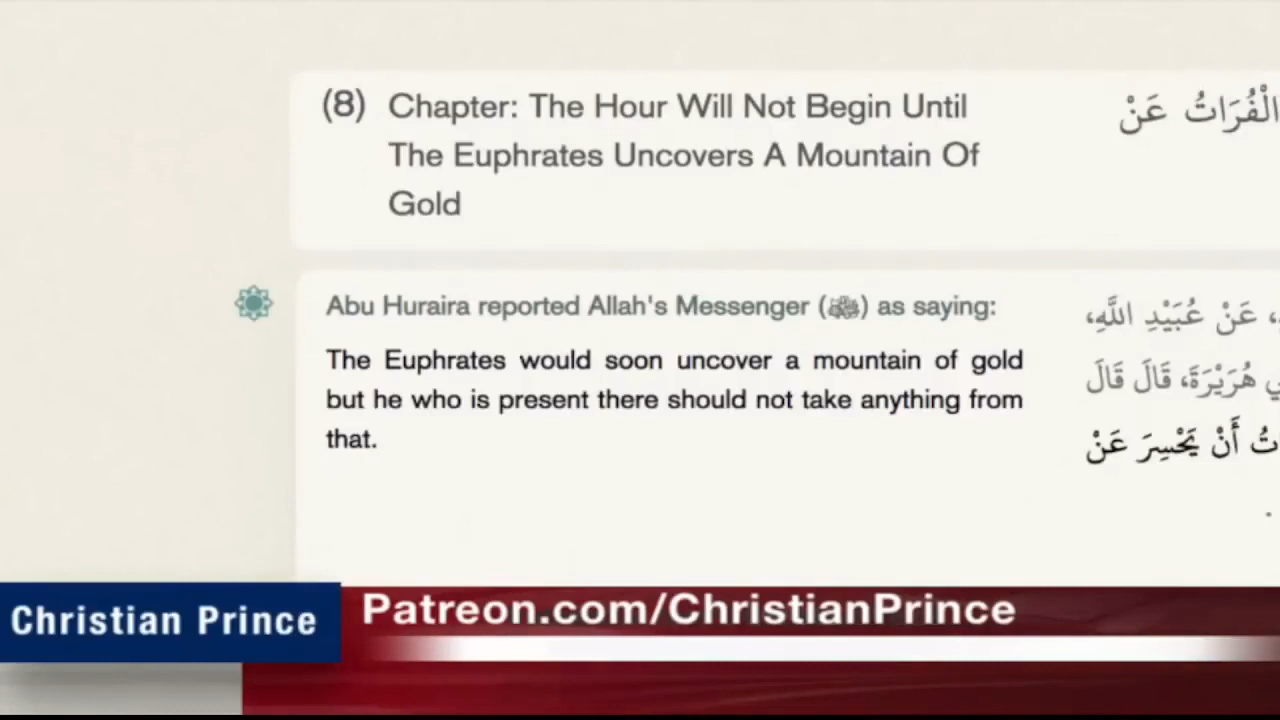 (8) Chapter: The Hour Will Not Begin Until
The Euphrates Uncovers A Mountain Of
Gold
الْفُرَاتُ عَنْ
Abu Huraira reported Allah's Messenger (ﷺ) as saying:
The Euphrates would soon uncover a mountain of gold
but he who is present there should not take anything from
that.
، عَنْ عُبَيْدِ اللَّهِ،
هُرَيْرَةَ، قَالَ قَالَ
أَنْ يَحْسِرَ عَنْ
.
Christian Prince
Patreon.com/ChristianPrince